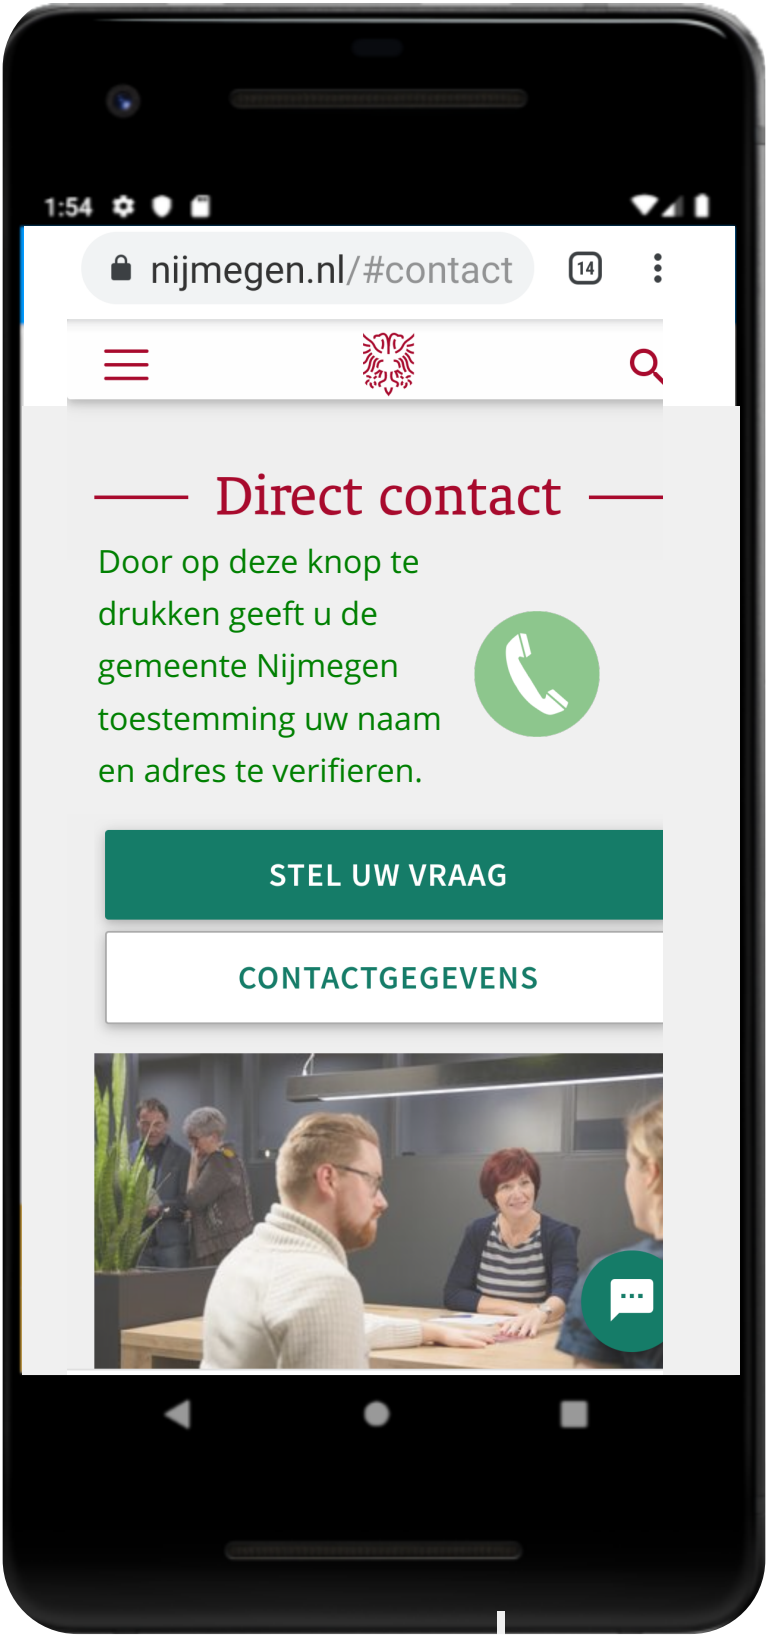 1:54
nijmegen.nl/#contact
14
Direct contact
Door op deze knop te
drukken geeft u de
gemeente Nijmegen
toestemming uw naam
en adres te verifieren.
STEL UW VRAAG
CONTACTGEGEVENS